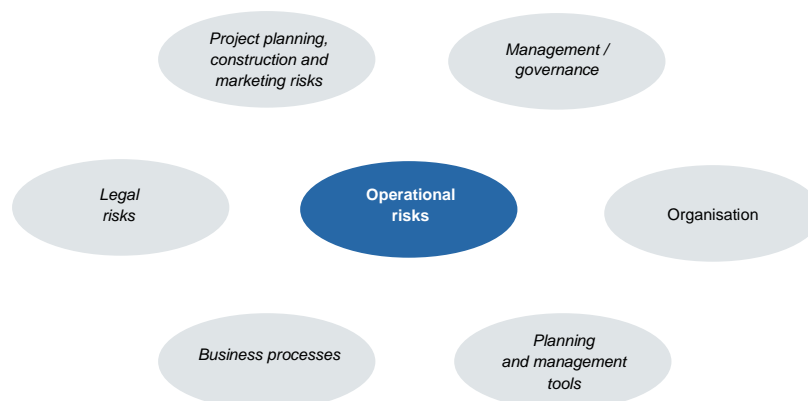 Project planning,
construction and
marketing risks
Management /
governance
Legal
risks
Operational
risks
Organisation
Business processes
Planning
and management
tools